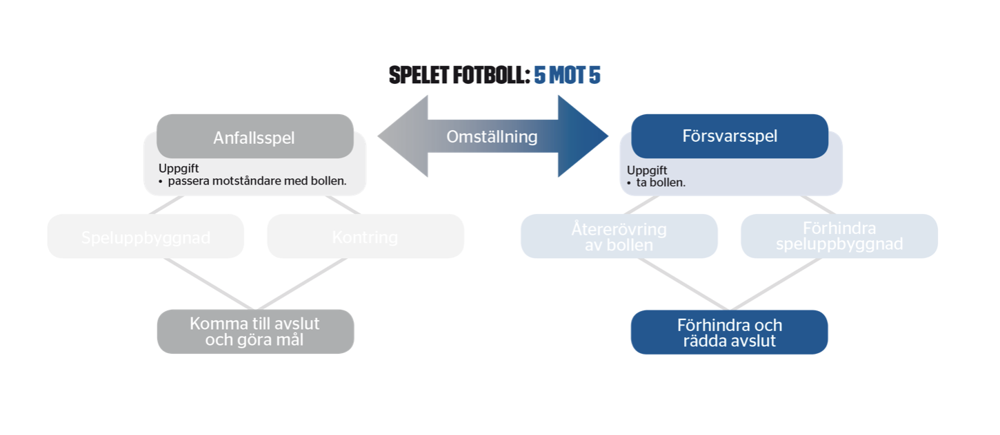 SPELET FOTBOLL: 5 MOT 5
Anfallsspel
Omställning
Försvarsspel
Uppgift
• passera motståndare med bollen.
Uppgift
• ta bollen.
Speluppbyggnad
Kontring
Återerövring
av bollen
Förhindra
speluppbyggnad
Komma till avslut
och göra mål
Förhindra och
rädda avslut